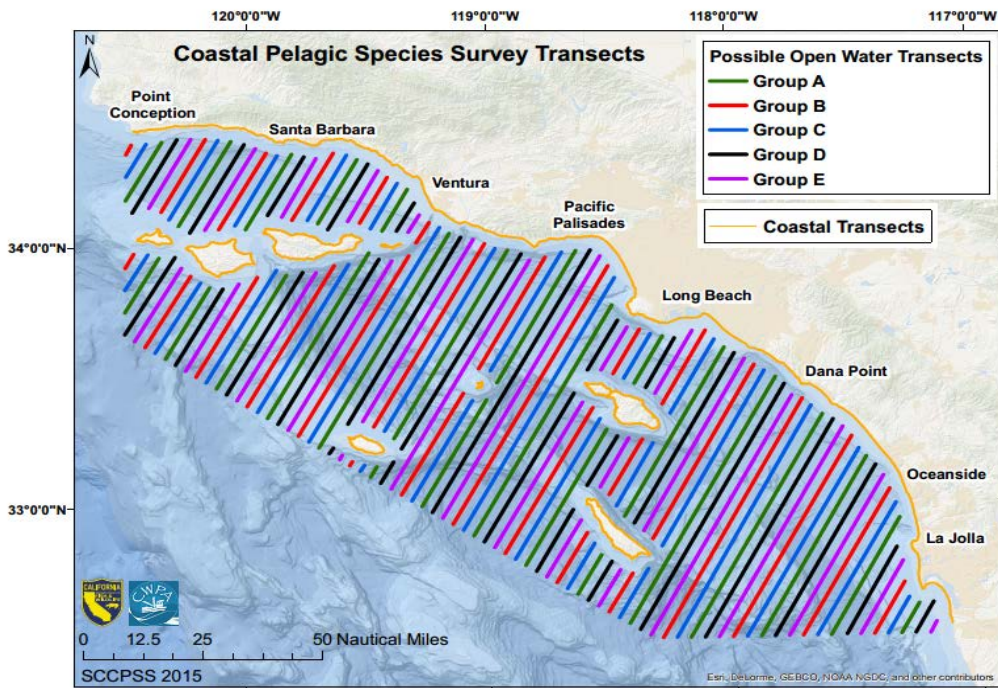 120°0'0"W
119°0'0"W
118°0'0"W
117°0'0"W
N
Coastal Pelagic Species Survey Transects
Possible Open Water Transects
Group A
Group B
Group C
Group D
Group E
Coastal Transects
Point
Conception
Santa Barbara
Ventura
Pacific
Palisades
34°0'0"N
Long Beach
Dana Point
Oceanside
33°0'0"N
La Jolla
CALIFORNIA
CWPA
0 12.5 25 50 Nautical Miles
SCCPSS 2015
Esri, DeLorme, GEBCO, NOAA NGDC, and other contributors